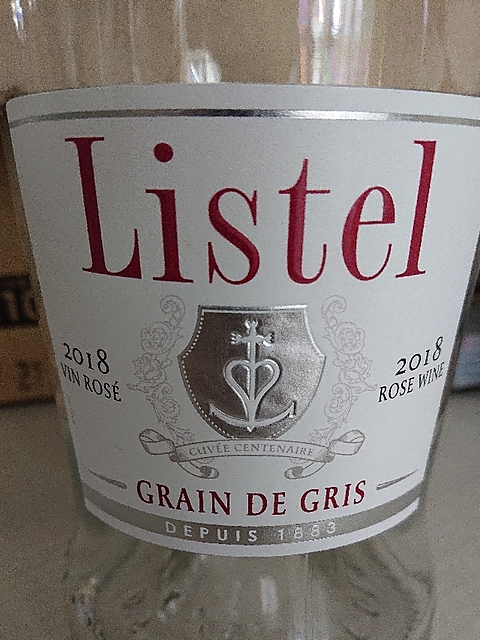 Listel
2018
VIN ROSÉ
2018
ROSE WINE
CUVÉE CENTENAIRE
GRAIN DE GRIS
DEPUIS 1883